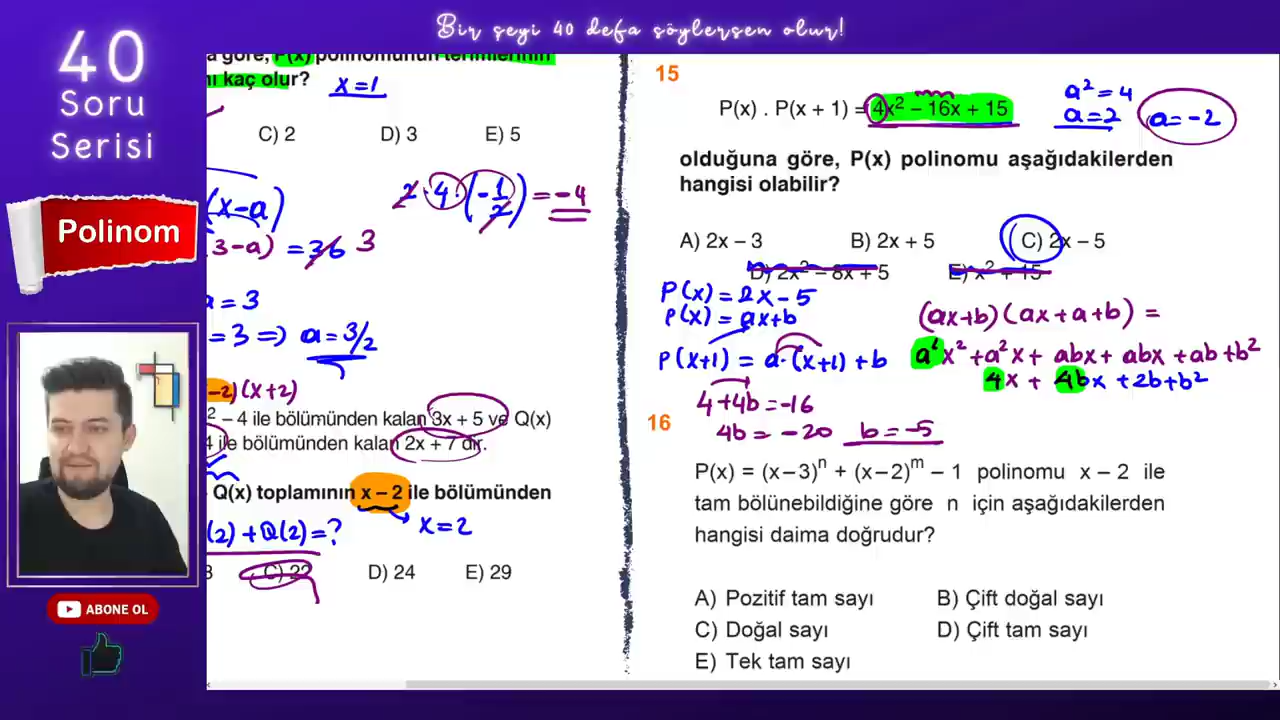 Bir şeyi 40 defa söylersen olur!
40
Soru
Serisi
Polinom
ABONE OL
a göre, P(x) polinomunun terimlerinin
nı kaç olur?
x=1
C) 2 D) 3 E) 5
(x-a)
2·4·(-1/2) = -4
3-a) = 36 3
a = 3
= 3 => a = 3/2
-2)(x+2)
² – 4 ile bölümünden kalan 3x + 5 ve Q(x)
4 ile bölümünden kalan 2x + 7 dir.
Q(x) toplamının x – 2 ile bölümünden
(2) + Q(2) = ?
x=2
C) 22 D) 24 E) 29
15
P(x) . P(x + 1) = 4x² – 16x + 15
a² = 4
a = 2
a = -2
olduğuna göre, P(x) polinomu aşağıdakilerden
hangisi olabilir?
A) 2x – 3 B) 2x + 5 C) 2x – 5
D) 2x² – 8x + 5 E) x² + 15
P(x) = 2x - 5
P(x) = ax+b
P(x+1) = a·(x+1) + b
(ax+b)(ax+a+b) =
a²x² + a²x + abx + abx + ab + b²
4x + 4bx + 2b + b²
4+4b = -16
4b = -20 b = -5
16
P(x) = (x – 3)ⁿ + (x – 2)ᵐ – 1 polinomu x – 2 ile
tam bölünebildiğine göre n için aşağıdakilerden
hangisi daima doğrudur?
A) Pozitif tam sayı B) Çift doğal sayı
C) Doğal sayı D) Çift tam sayı
E) Tek tam sayı